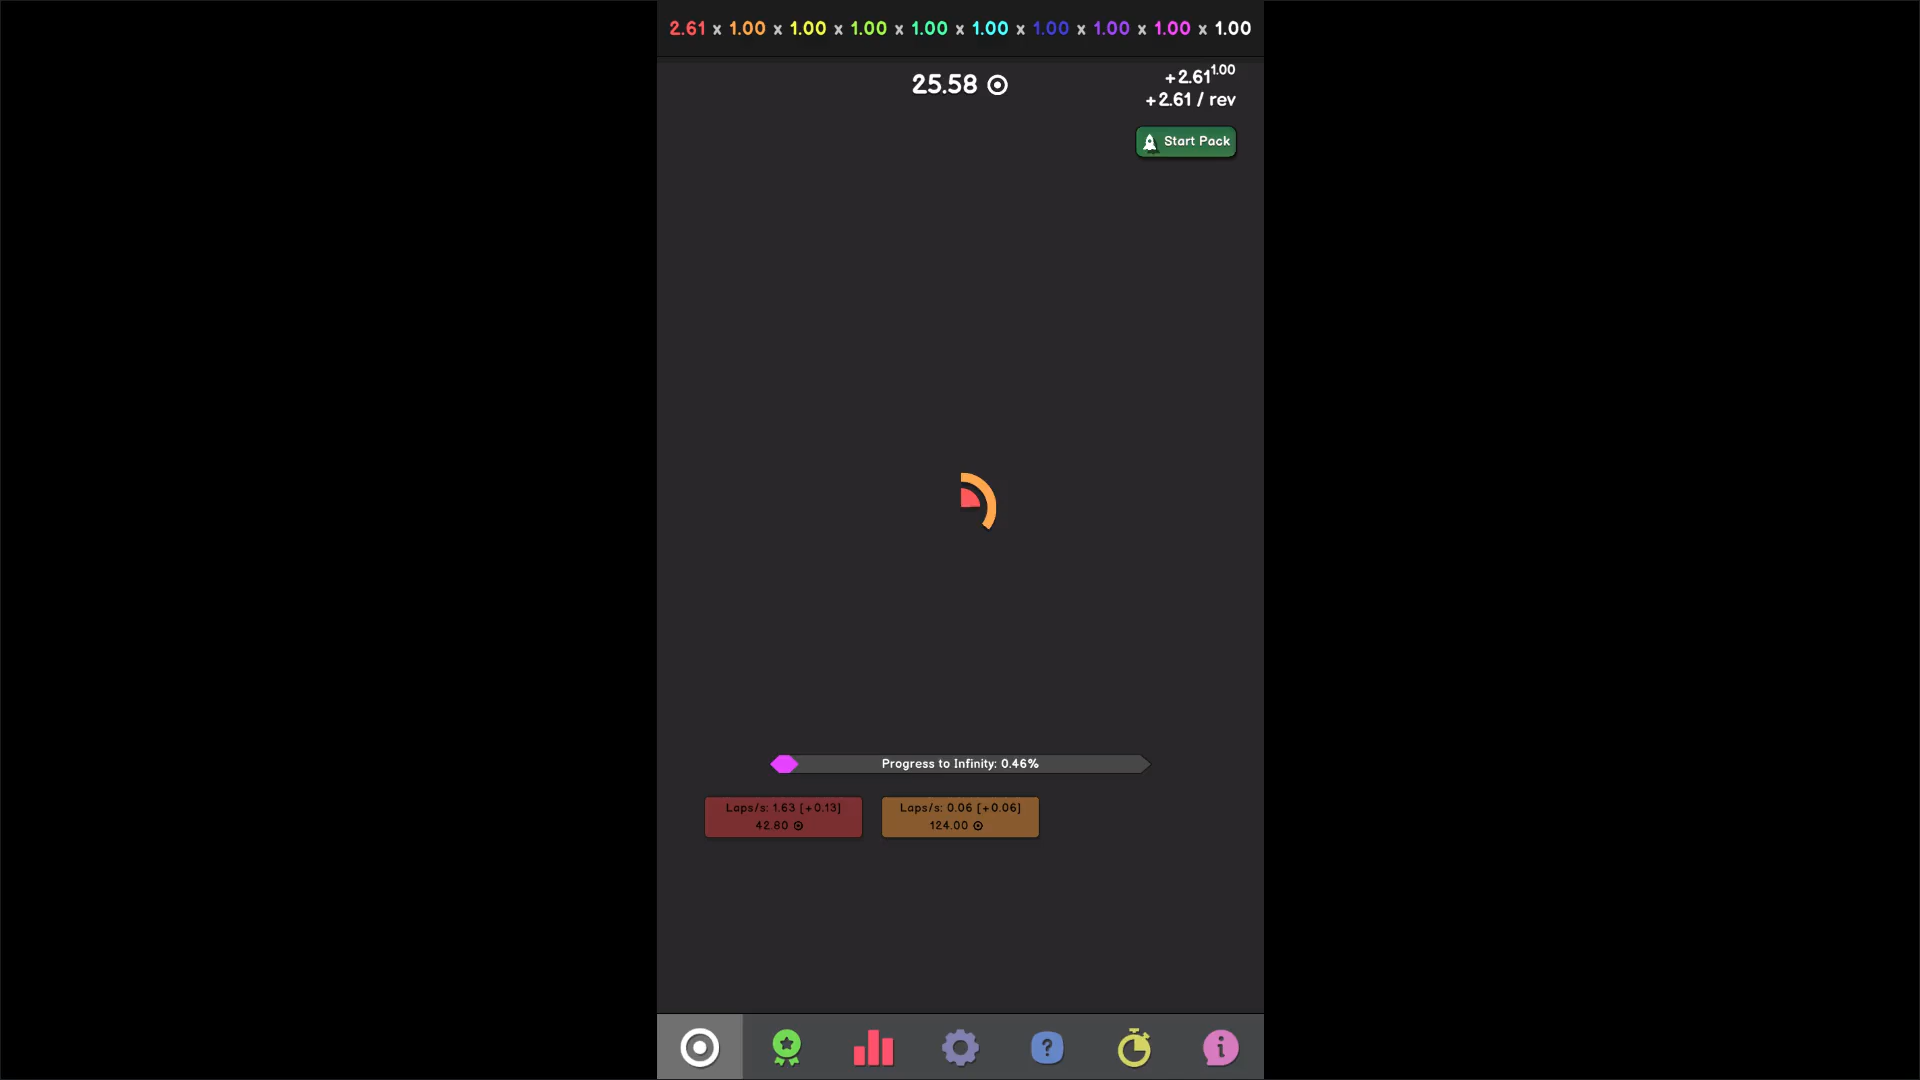 2.61 x 1.00 x 1.00 x 1.00 x 1.00 x 1.00 x 1.00 x 1.00 x 1.00 x 1.00
25.58
+2.61^1.00
+2.61 / rev
Start Pack
Progress to Infinity: 0.46%
Laps/s: 1.63 [+0.13]
42.80
Laps/s: 0.06 [+0.06]
124.00